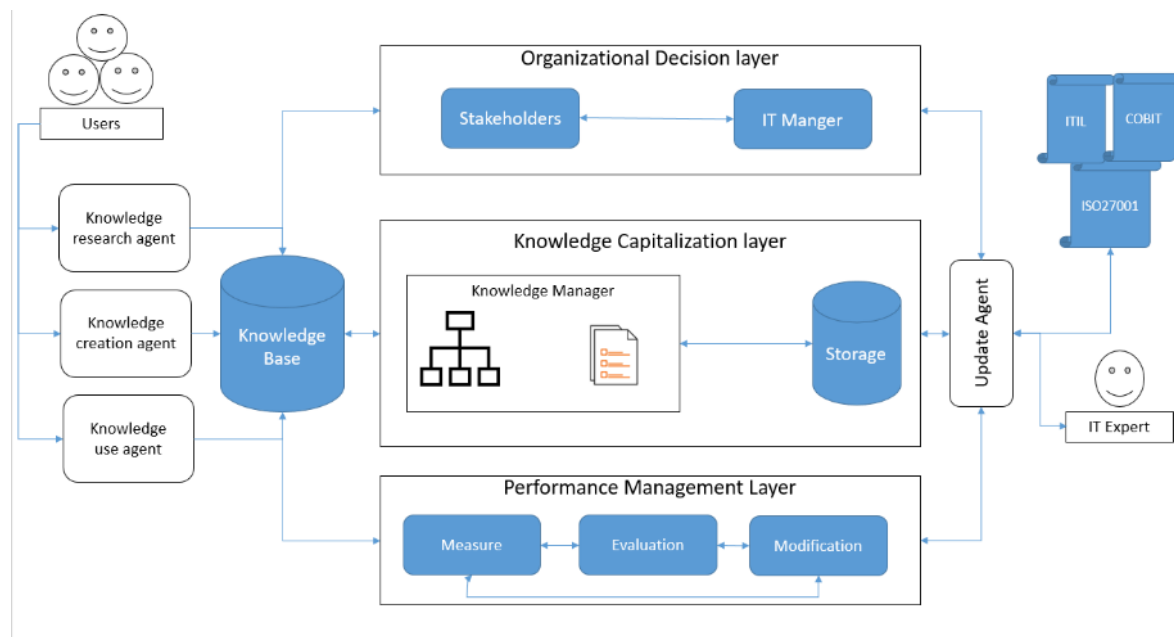 Users
Knowledge
research agent
Knowledge
creation agent
Knowledge
use agent
Knowledge
Base
Organizational Decision layer
Stakeholders
IT Manger
Knowledge Capitalization layer
Knowledge Manager
Storage
Performance Management Layer
Measure
Evaluation
Modification
Update Agent
ITIL
COBIT
ISO27001
IT Expert